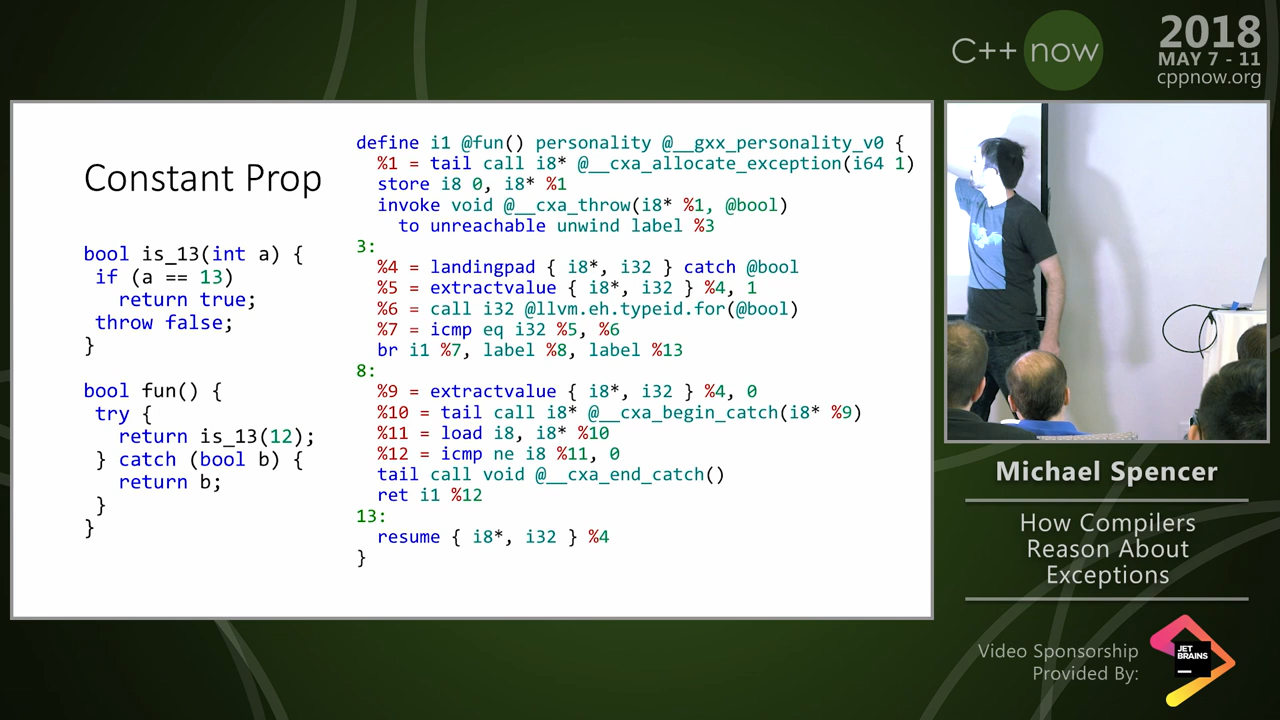 C++ now
2018
MAY 7 - 11
cppnow.org
Constant Prop
bool is_13(int a) {
if (a == 13)
return true;
throw false;
}
bool fun() {
try {
return is_13(12);
} catch (bool b) {
return b;
}
}
define i1 @fun() personality @__gxx_personality_v0 {
%1 = tail call i8* @__cxa_allocate_exception(i64 1)
store i8 0, i8* %1
invoke void @__cxa_throw(i8* %1, @bool)
to unreachable unwind label %3
3:
%4 = landingpad { i8*, i32 } catch @bool
%5 = extractvalue { i8*, i32 } %4, 1
%6 = call i32 @llvm.eh.typeid.for(@bool)
%7 = icmp eq i32 %5, %6
br i1 %7, label %8, label %13
8:
%9 = extractvalue { i8*, i32 } %4, 0
%10 = tail call i8* @__cxa_begin_catch(i8* %9)
%11 = load i8, i8* %10
%12 = icmp ne i8 %11, 0
tail call void @__cxa_end_catch()
ret i1 %12
13:
resume { i8*, i32 } %4
}
Michael Spencer
How Compilers
Reason About
Exceptions
Video Sponsorship
Provided By:
JET
BRAINS